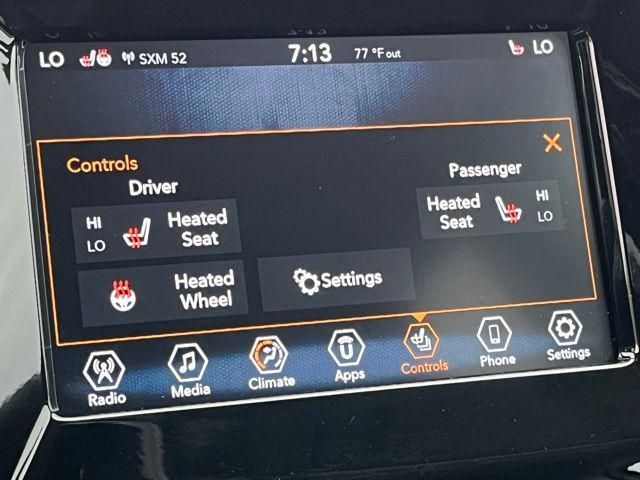 LO SXM 52 7:13 77 °F out LO
Controls
Driver
Passenger
HI
LO
Heated
Seat
Heated
Seat
HI
LO
Heated
Wheel
Settings
Radio
Media
Climate
Apps
Controls
Phone
Settings